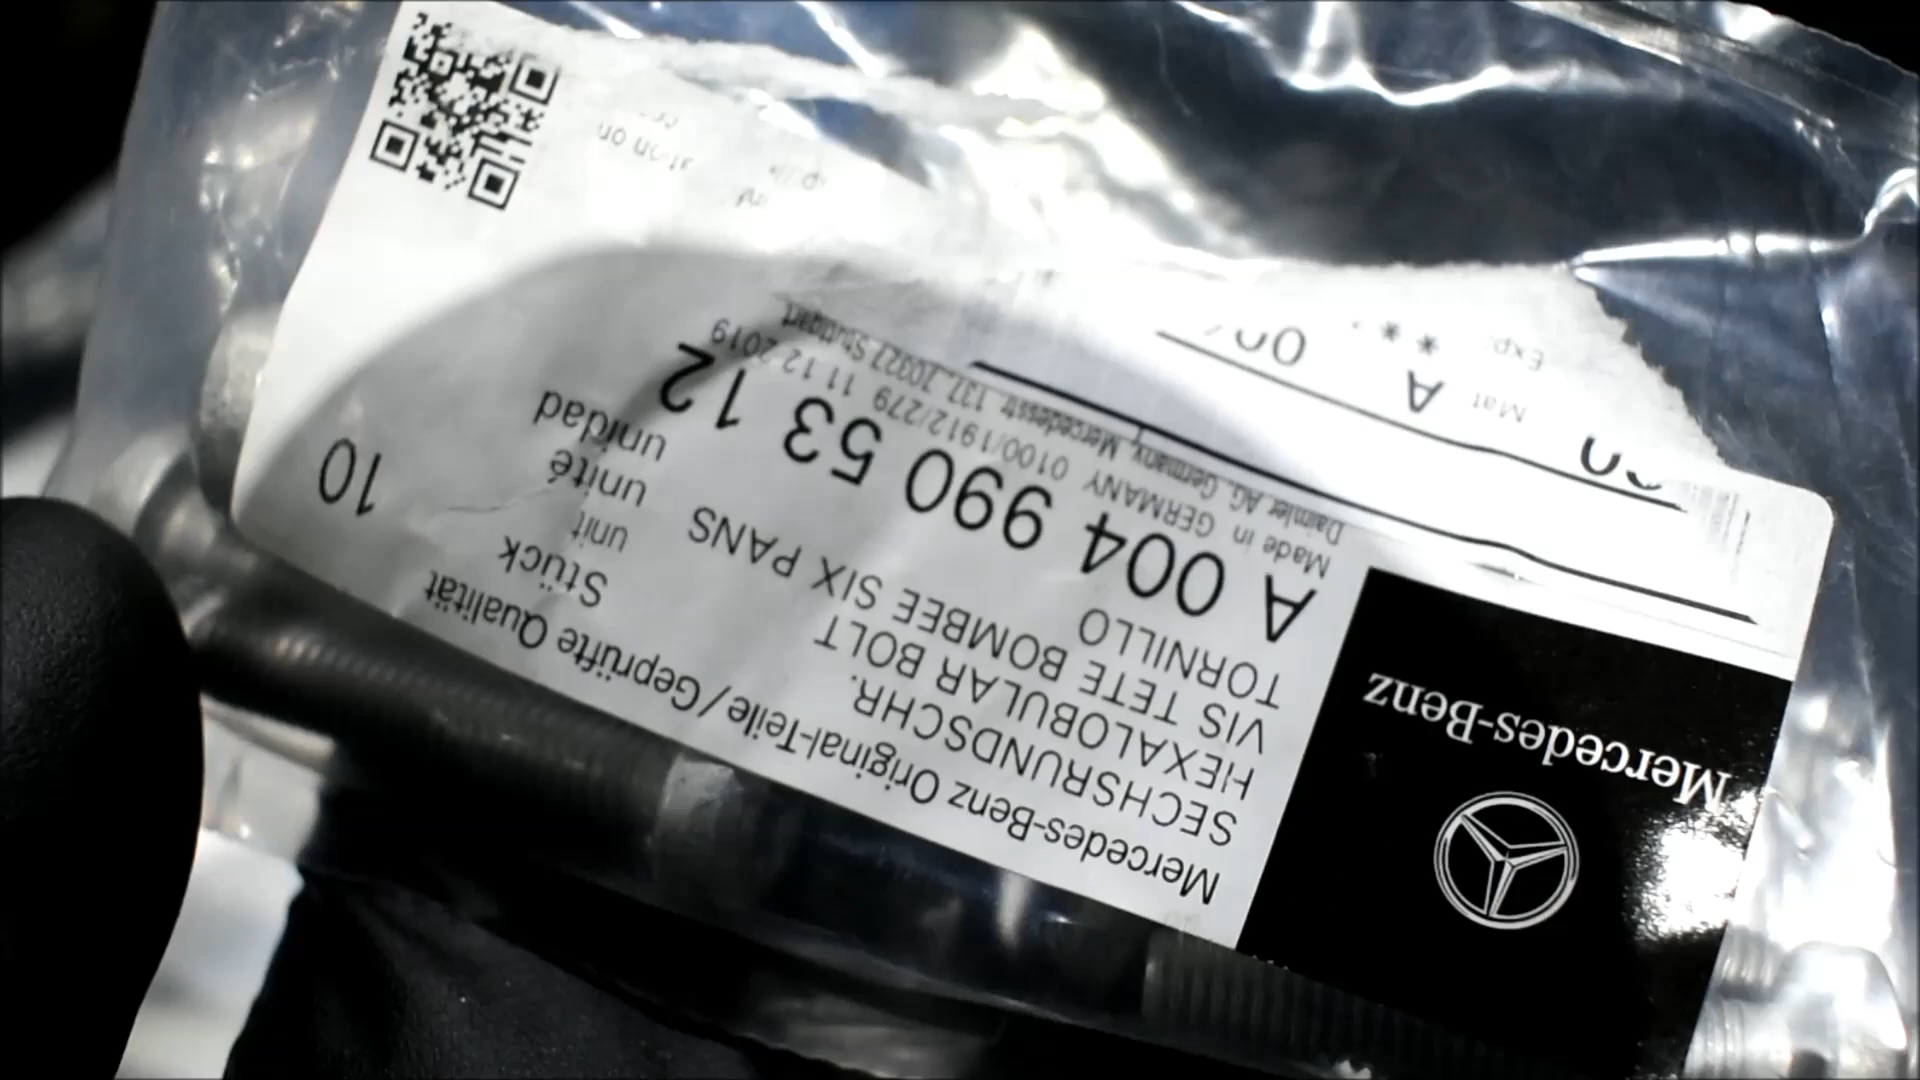 Mercedes-Benz
Mercedes-Benz Original-Teile/Geprüfte Qualität
SECHSRUNDSCHR.
HEXALOBULAR BOLT
VIS TETE BOMBEE SIX PANS
TORNILLO
Stück
unit
unité
unidad
10
A 004 990 53 12
Made in GERMANY 0100/1912/279 11.12.2019
Daimler AG, Germany, Mercedesstr. 137, 70327 Stuttgart
Mat A
Exp. ***